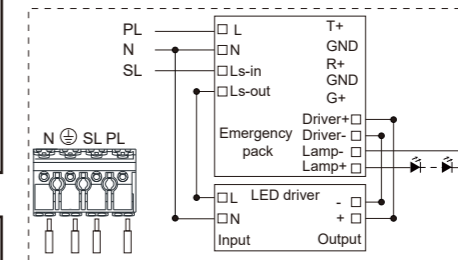 PL L T+
N N GND
SL Ls-in R+
GND
Ls-out G+
Driver+
N ⏚ SL PL Emergency Driver-
pack Lamp-
Lamp+
L LED driver -
N +
Input Output